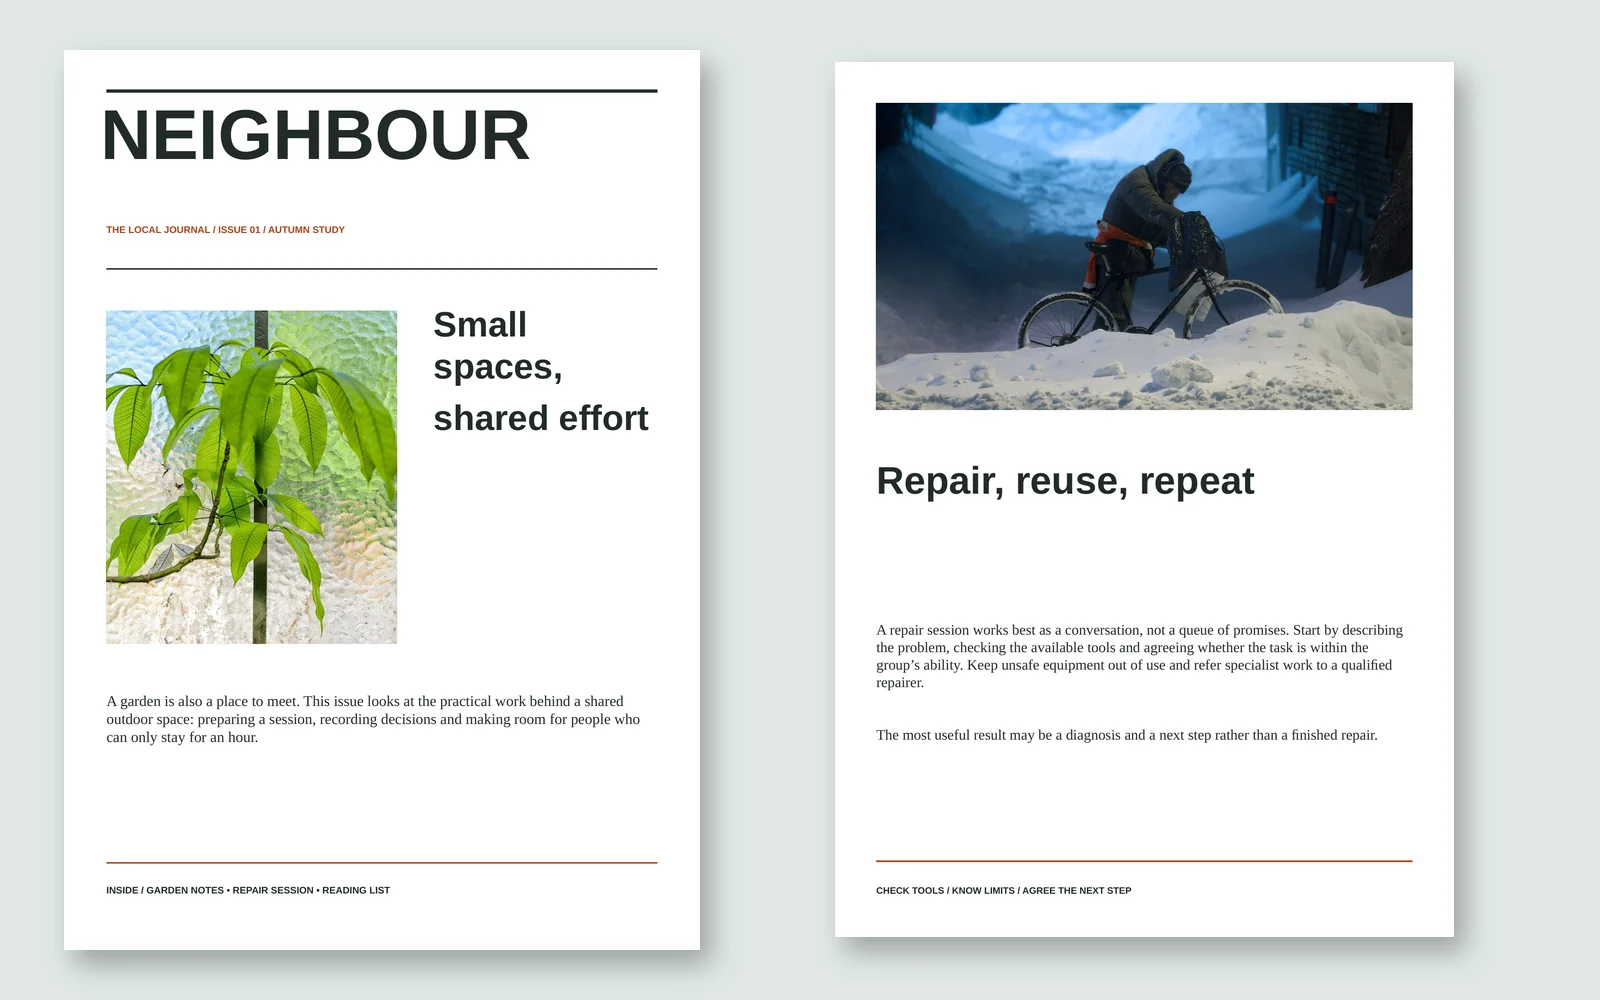 NEIGHBOUR
THE LOCAL JOURNAL / ISSUE 01 / AUTUMN STUDY
Small
spaces,
shared effort
A garden is also a place to meet. This issue looks at the practical work behind a shared
outdoor space: preparing a session, recording decisions and making room for people who
can only stay for an hour.
INSIDE / GARDEN NOTES • REPAIR SESSION • READING LIST
Repair, reuse, repeat
A repair session works best as a conversation, not a queue of promises. Start by describing
the problem, checking the available tools and agreeing whether the task is within the
group’s ability. Keep unsafe equipment out of use and refer specialist work to a qualified
repairer.
The most useful result may be a diagnosis and a next step rather than a finished repair.
CHECK TOOLS / KNOW LIMITS / AGREE THE NEXT STEP